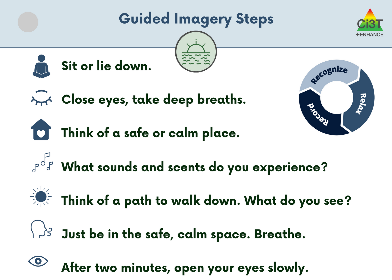 Guided Imagery Steps
Ci3T
ENHANCE
Sit or lie down.
Close eyes, take deep breaths.
Think of a safe or calm place.
What sounds and scents do you experience?
Think of a path to walk down. What do you see?
Just be in the safe, calm space. Breathe.
After two minutes, open your eyes slowly.
Recognize
Relax
Record